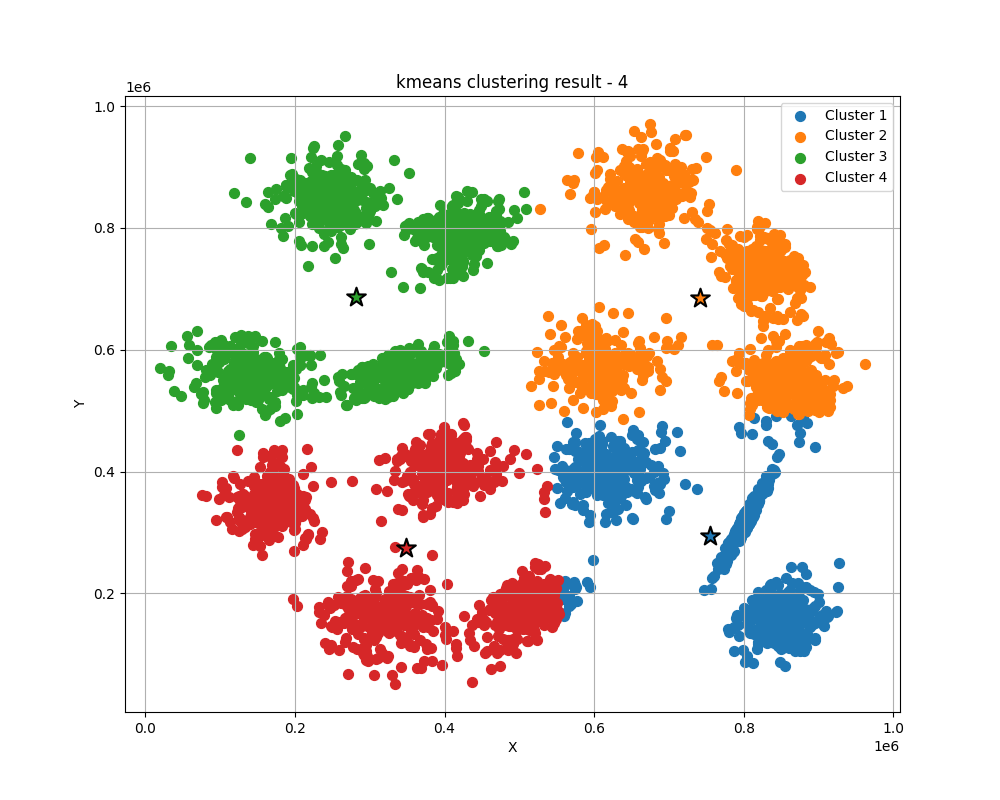 kmeans clustering result - 4
1e6
1.0
0.8
0.6
0.4
0.2
Y
Cluster 1
Cluster 2
Cluster 3
Cluster 4
0.0 0.2 0.4 0.6 0.8 1.0
1e6
X